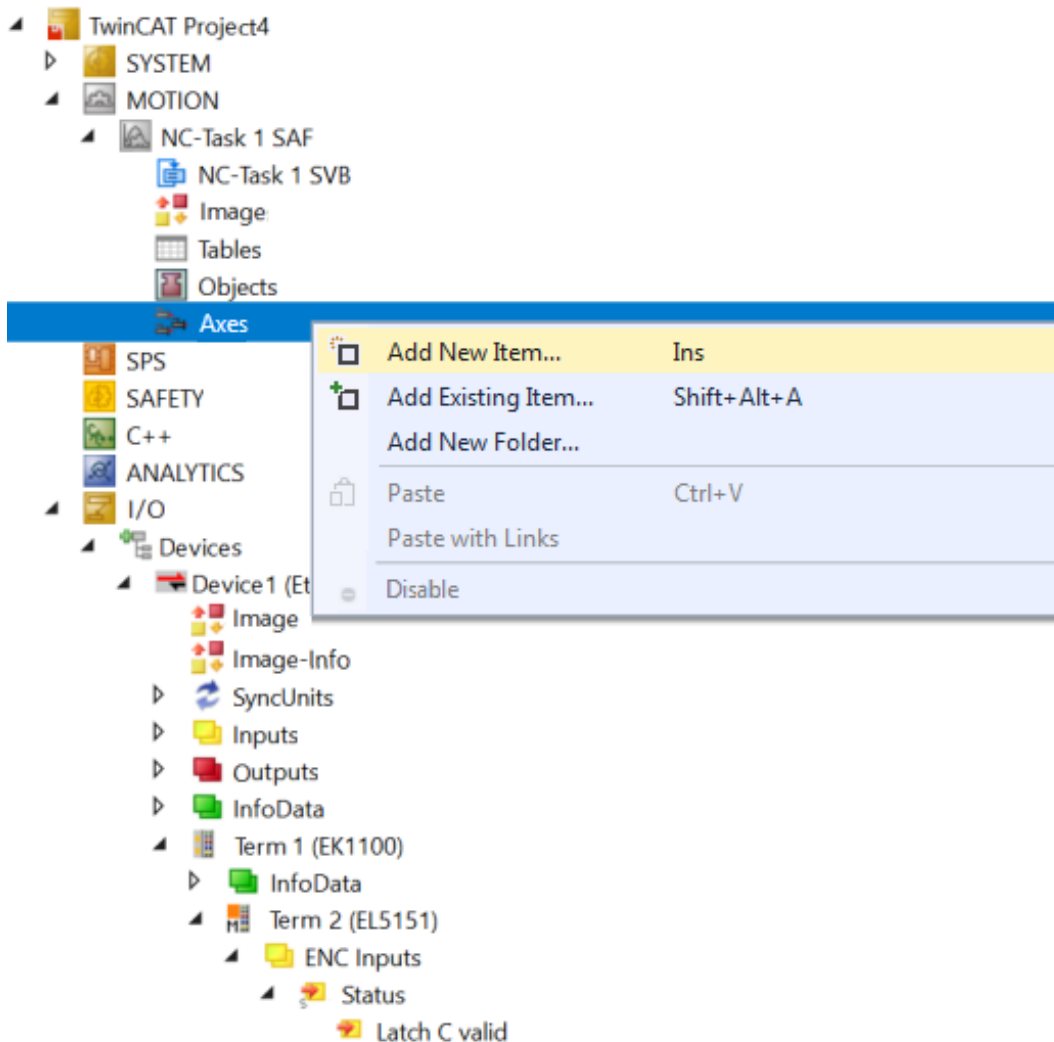 TwinCAT Project4
SYSTEM
MOTION
NC-Task 1 SAF
NC-Task 1 SVB
Image
Tables
Objects
Axes
Add New Item... Ins
SPS
Add Existing Item... Shift+Alt+A
SAFETY
C++
Add New Folder...
ANALYTICS
Paste Ctrl+V
I/O
Paste with Links
Devices
Device1 (Et
Disable
Image
Image-Info
SyncUnits
Inputs
Outputs
InfoData
Term 1 (EK1100)
InfoData
Term 2 (EL5151)
ENC Inputs
Status
Latch C valid